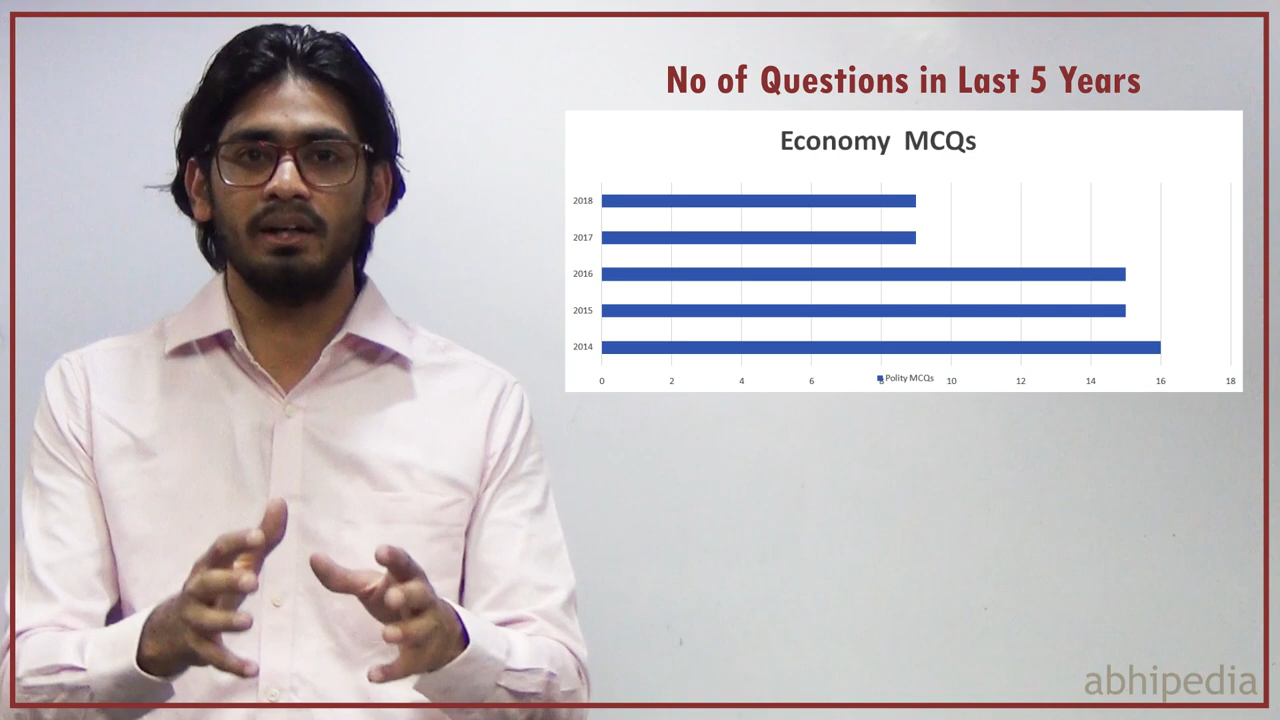 No of Questions in Last 5 Years
Economy MCQs
2018
2017
2016
2015
2014
0 2 4 6 8 10 12 14 16 18
Polity MCQs
abhipedia